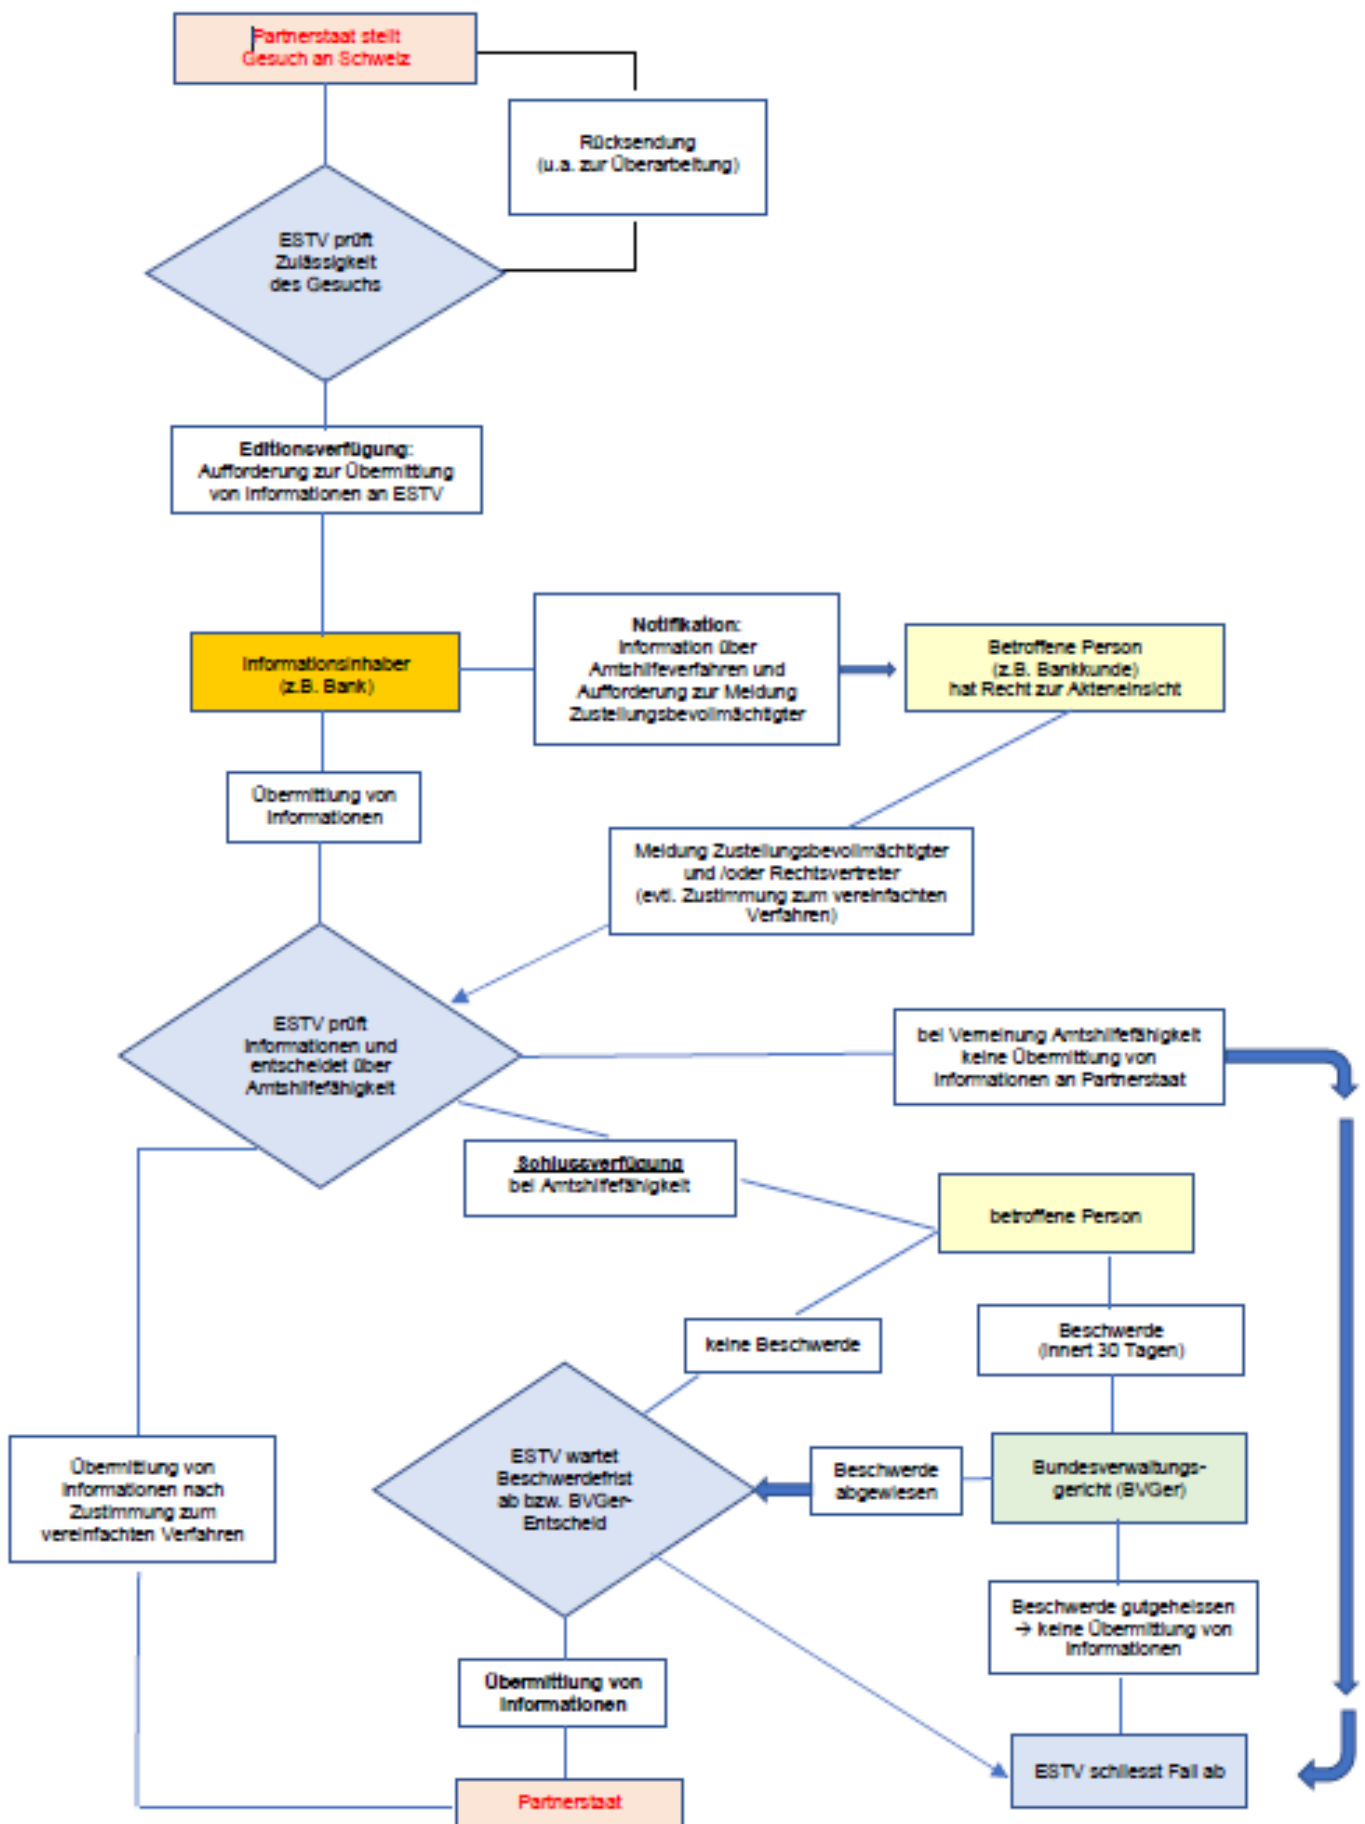 Partnerstaat stellt
Gesuch an Schweiz
Rücksendung
(u.a. zur Überarbeitung)
ESTV prüft
Zulässigkeit
des Gesuchs
Editionsverfügung:
Aufforderung zur Übermittlung
von Informationen an ESTV
Informationsinhaber
(z.B. Bank)
Notifikation:
Information über
Amtshilfeverfahren und
Aufforderung zur Meldung
Zustellungsbevollmächtigter
Betroffene Person
(z.B. Bankkunde)
hat Recht zur Akteneinsicht
Übermittlung von
Informationen
Meldung Zustellungsbevollmächtigter
und /oder Rechtsvertreter
(evtl. Zustimmung zum vereinfachten
Verfahren)
ESTV prüft
Informationen und
entscheidet über
Amtshilfefähigkeit
bei Verneinung Amtshilfefähigkeit
keine Übermittlung von
Informationen an Partnerstaat
Schlussverfügung
bei Amtshilfefähigkeit
betroffene Person
keine Beschwerde
Beschwerde
(innert 30 Tagen)
Übermittlung von
Informationen nach
Zustimmung zum
vereinfachten Verfahren
ESTV wartet
Beschwerdefrist
ab bzw. BVGer-
Entscheid
Beschwerde
abgewiesen
Bundesverwaltungs-
gericht (BVGer)
Beschwerde gutgeheissen
→ keine Übermittlung von
Informationen
Übermittlung von
Informationen
ESTV schliesst Fall ab
Partnerstaat